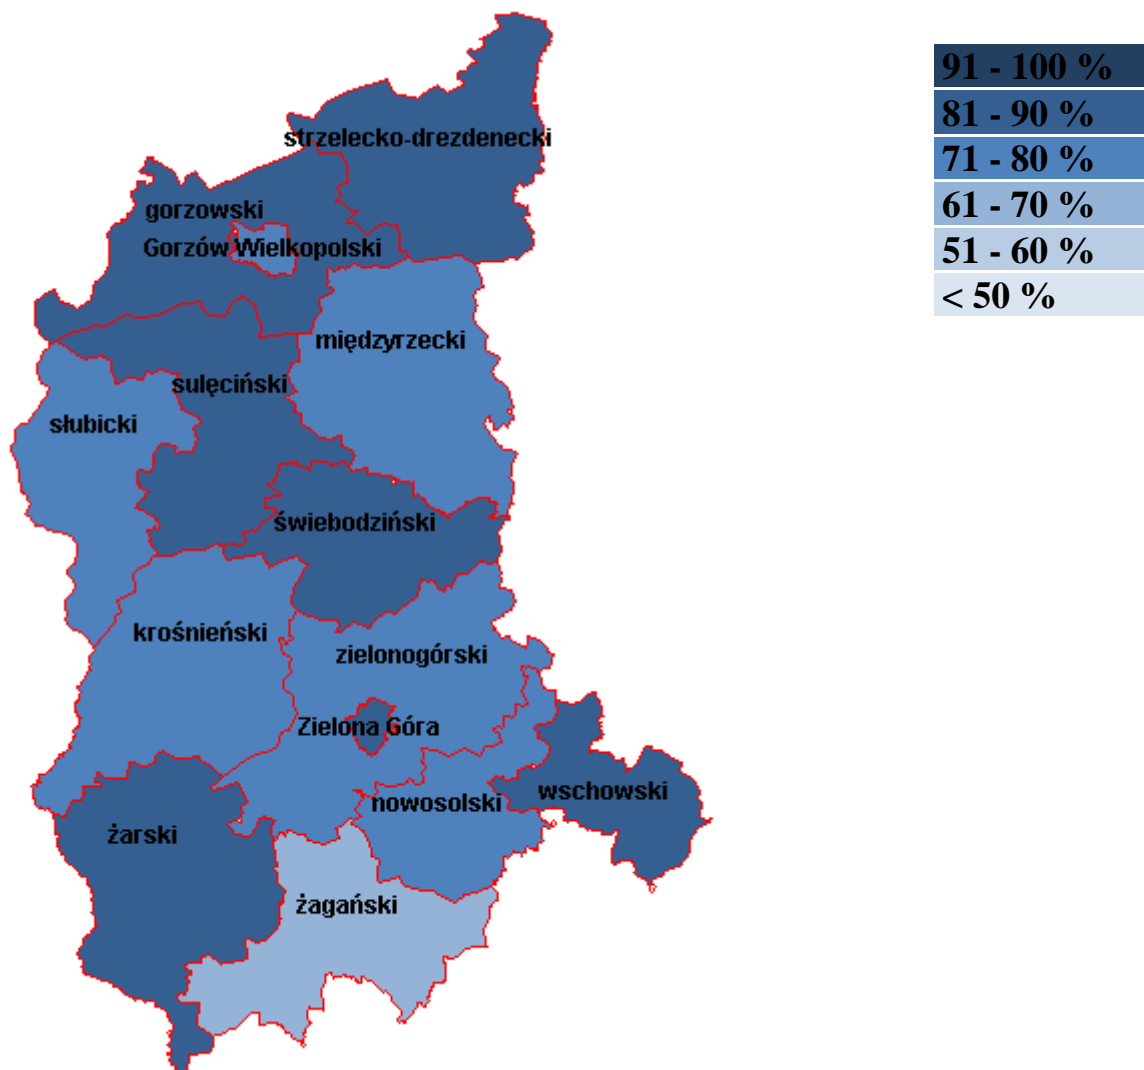 strzelecko-drezdenecki
gorzowski
Gorzów Wielkopolski
międzyrzecki
sulęciński
słubicki
świebodziński
krośnieński
zielonogórski
Zielona Góra
wschowski
nowosolski
żarski
żagański
91 - 100 %
81 - 90 %
71 - 80 %
61 - 70 %
51 - 60 %
< 50 %